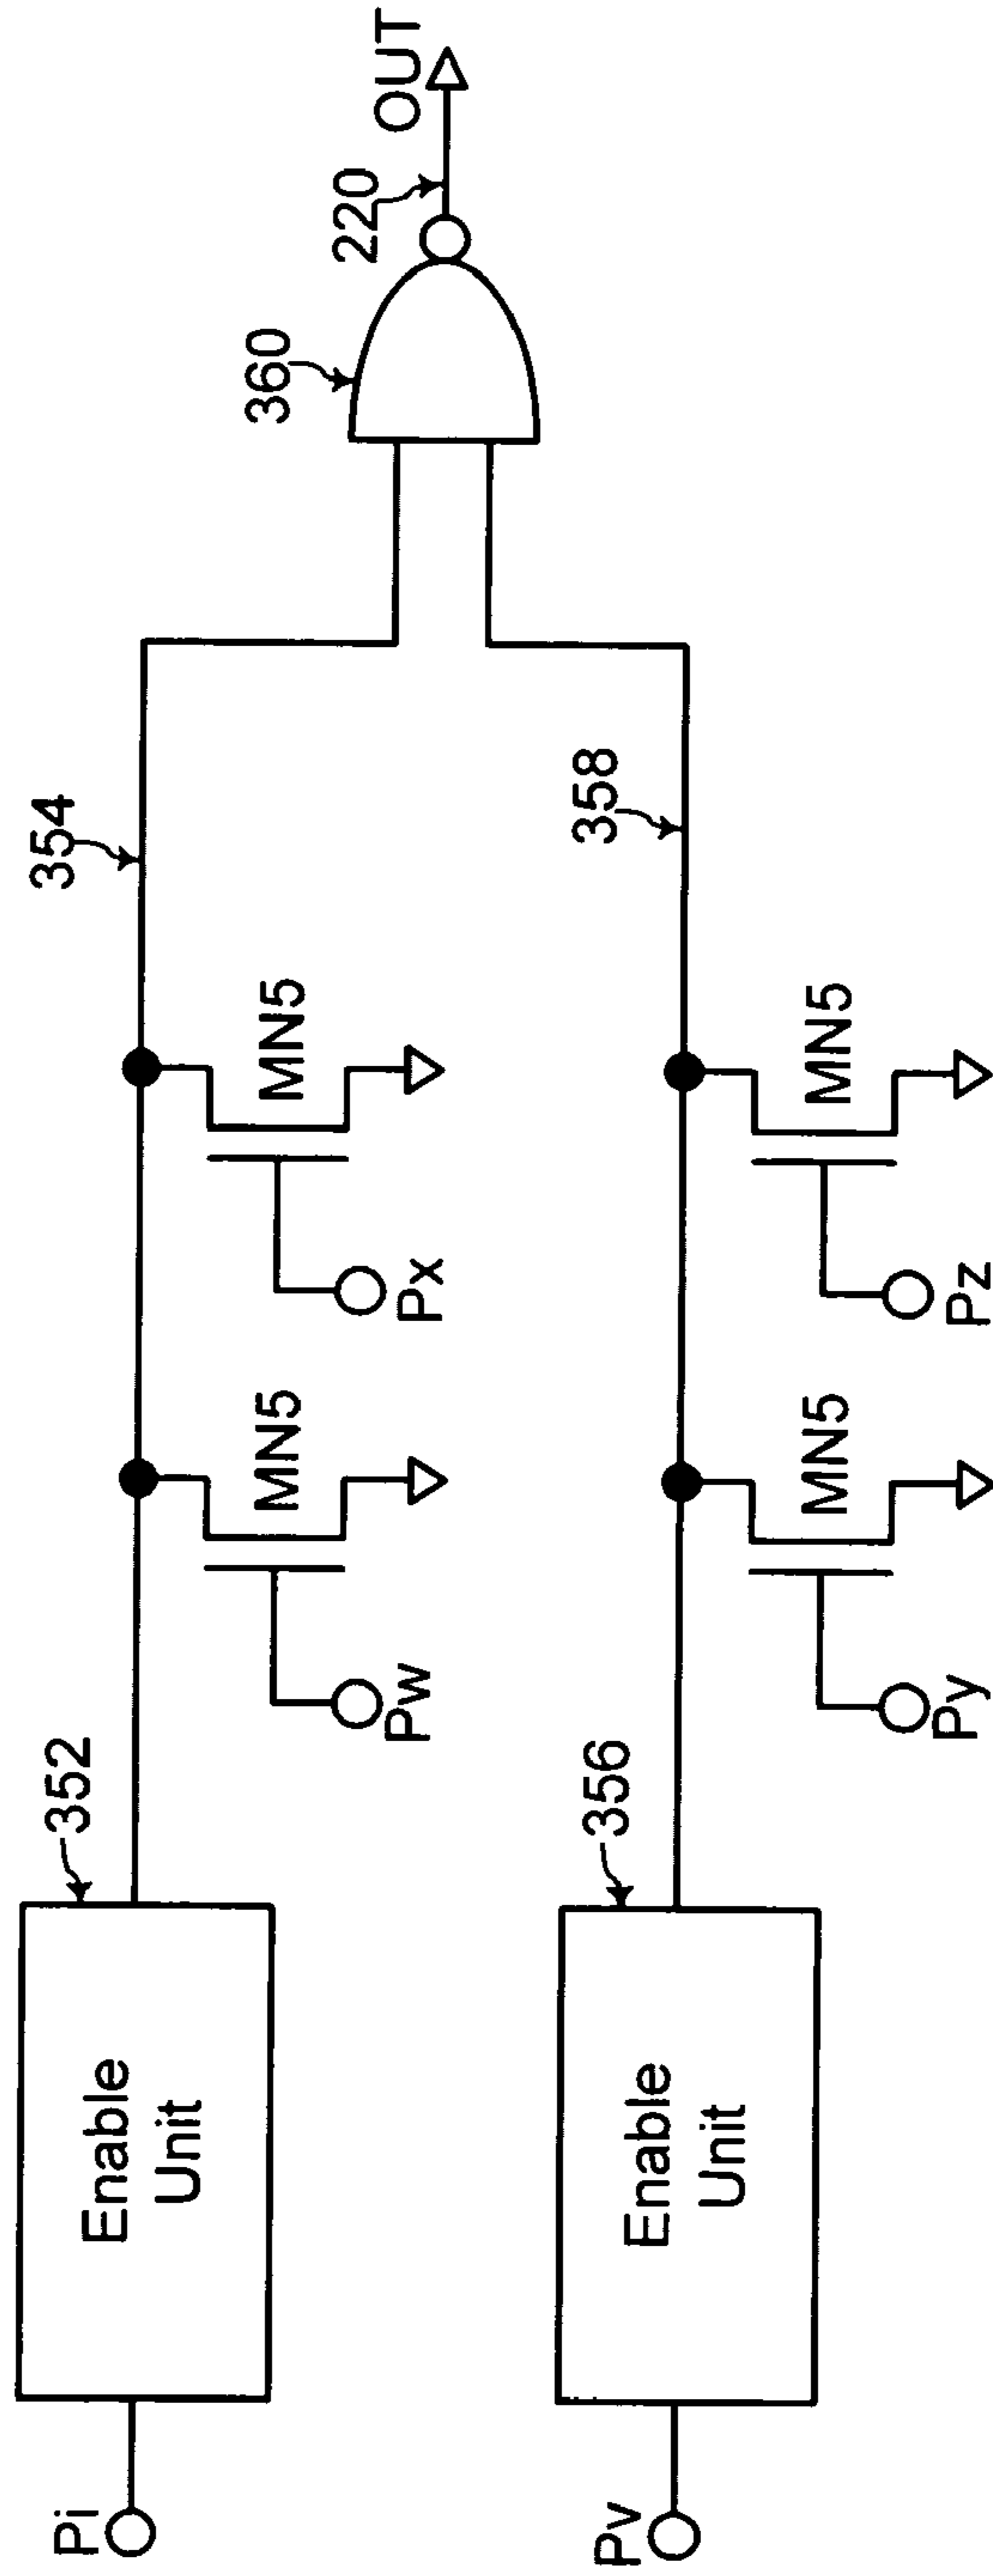 Pi
Enable
Unit
352
Pw
MN5
Px
MN5
354
Pv
Enable
Unit
356
Py
MN5
Pz
MN5
358
360
220
OUT